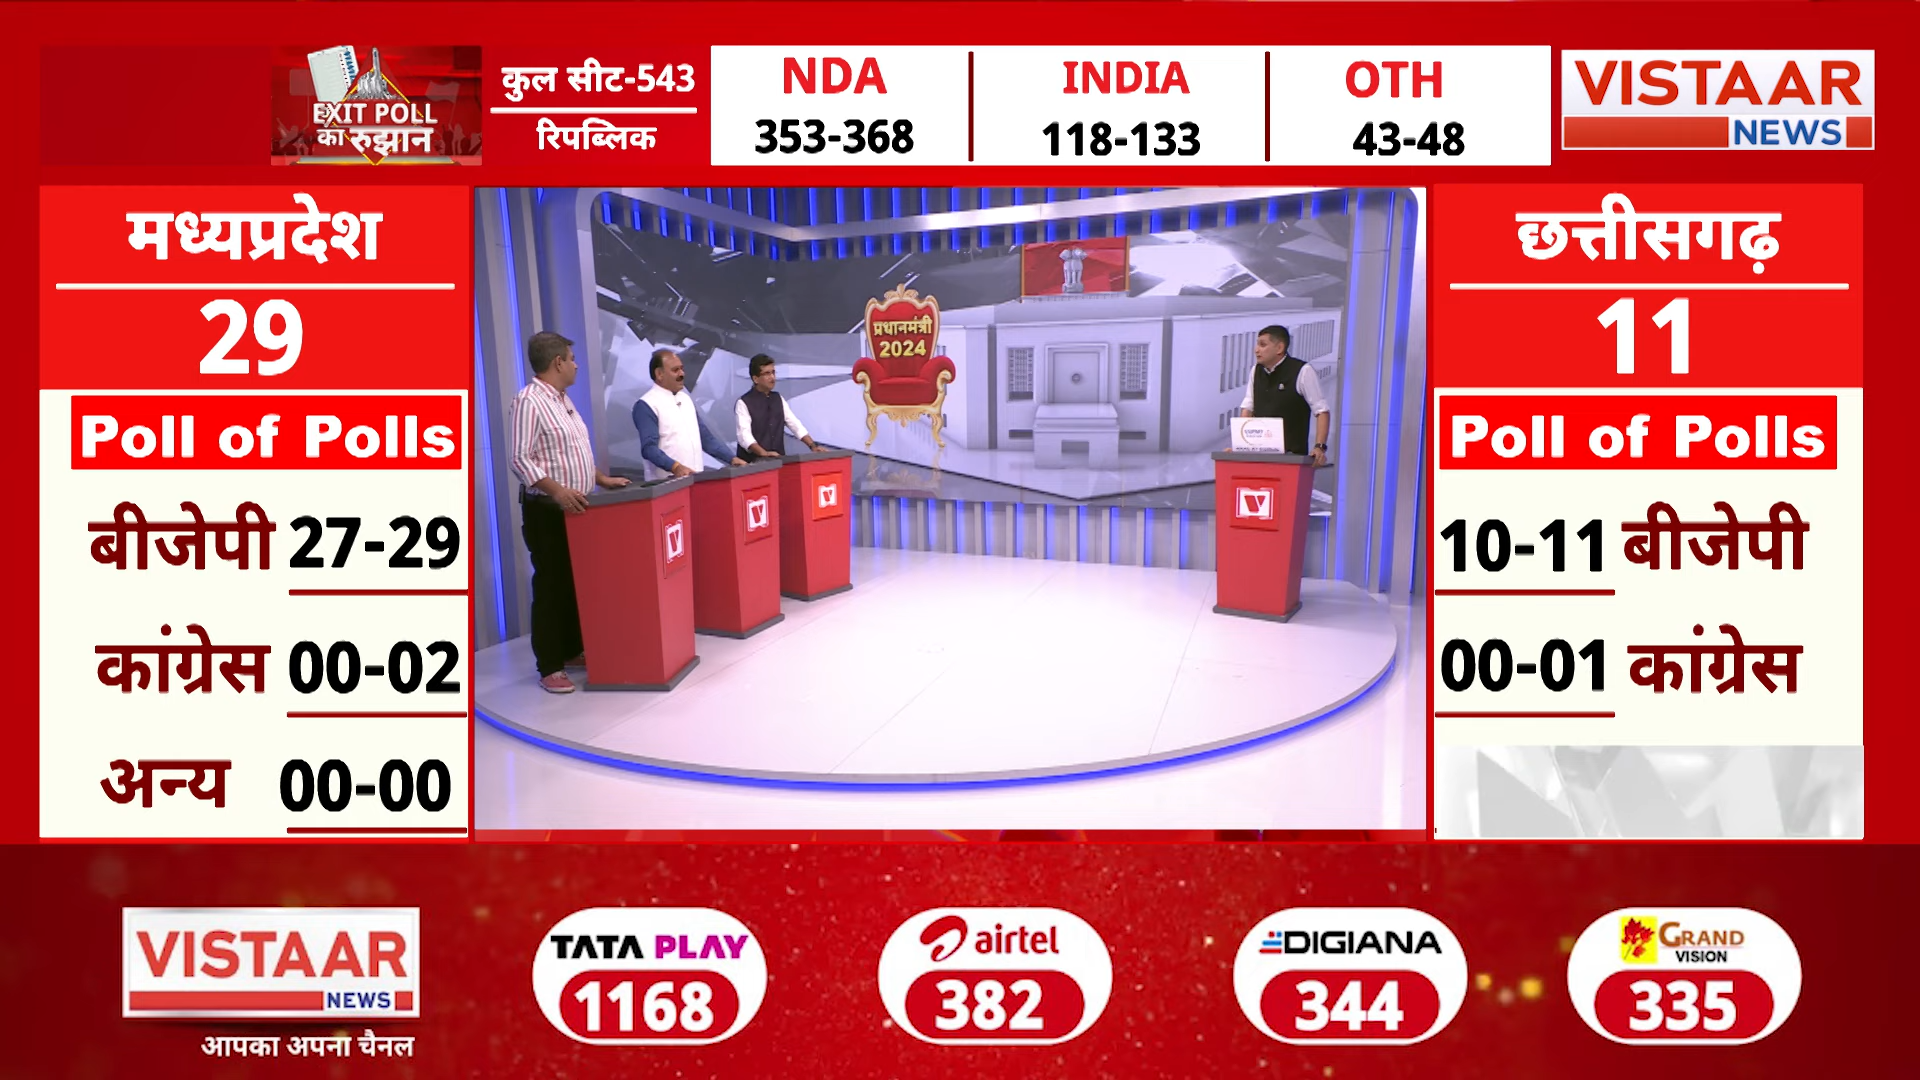 EXIT POLL
का रुझान
कुल सीट-543
रिपब्लिक
NDA
353-368
INDIA
118-133
OTH
43-48
VISTAAR
NEWS
मध्यप्रदेश
29
Poll of Polls
बीजेपी 27-29
कांग्रेस 00-02
अन्य 00-00
प्रधानमंत्री
2024
छत्तीसगढ़
11
Poll of Polls
10-11 बीजेपी
00-01 कांग्रेस
VISTAAR
NEWS
आपका अपना चैनल
TATA PLAY
1168
airtel
382
DIGIANA
344
GRAND
VISION
335